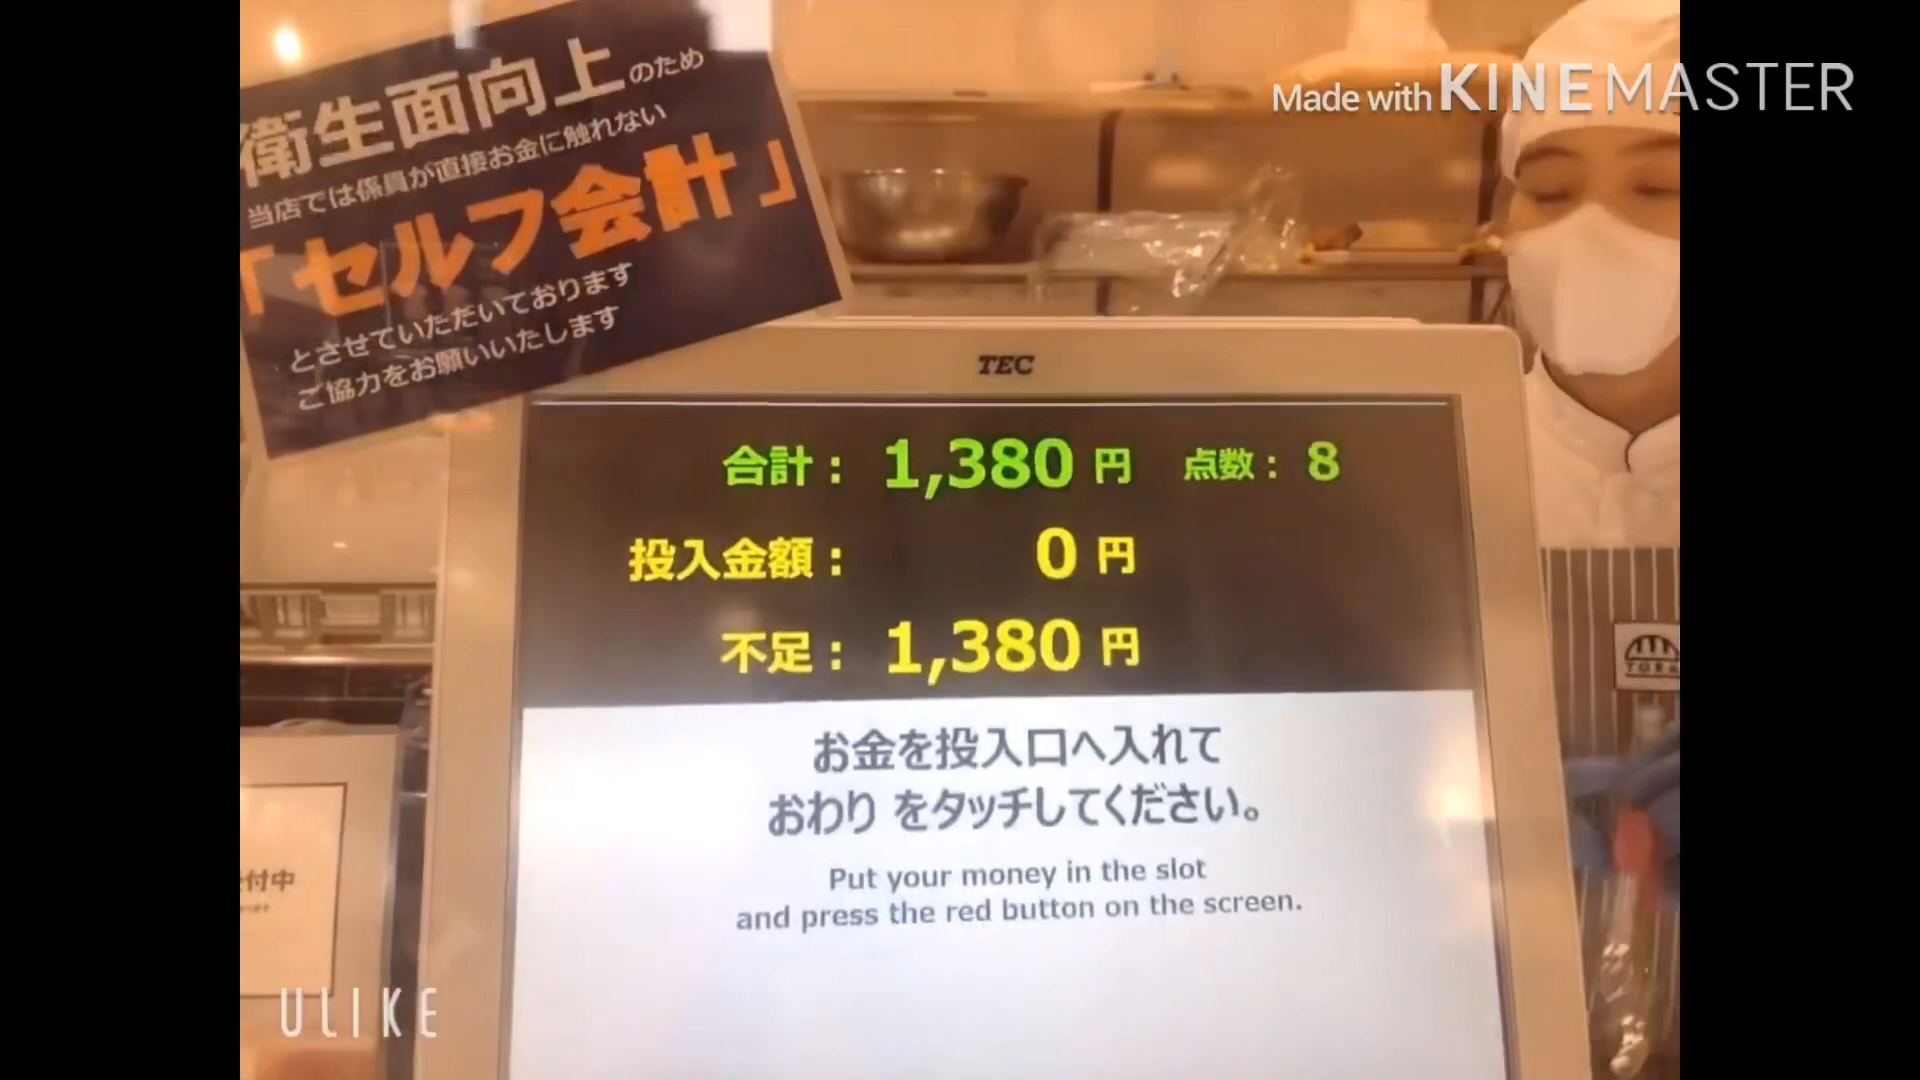 Made with KINEMASTER
衛生面向上のため
当店では係員が直接お金に触れない
「セルフ会計」
とさせていただいております
ご協力をお願いいたします
TEC
合計： 1,380 円 点数： 8
投入金額： 0 円
不足： 1,380 円
お金を投入口へ入れて
おわり をタッチしてください。
Put your money in the slot
and press the red button on the screen.
付中
ULIKE